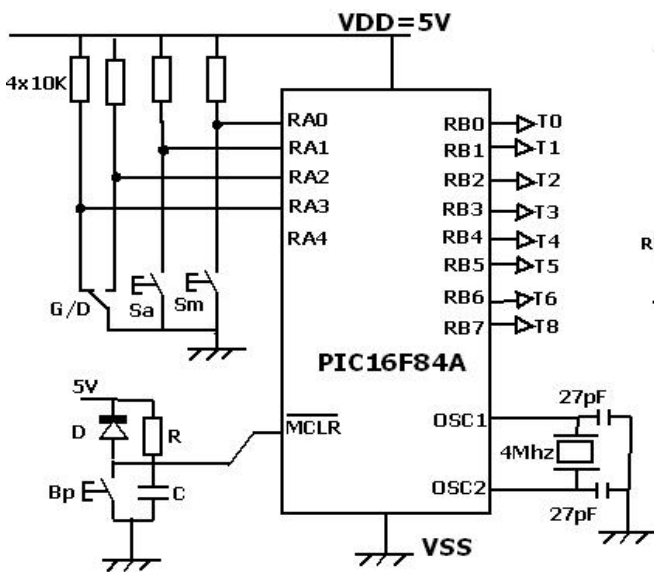 VDD=5V
4x10K
RA0
RA1
RA2
RA3
RA4
RB0 T0
RB1 T1
RB2 T2
RB3 T3
RB4 T4
RB5 T5
RB6 T6
RB7 T8
R
G/D
Sa
Sm
PIC16F84A
5V
D
R
MCLR
Bp
C
OSC1
OSC2
27pF
4Mhz
27pF
VSS